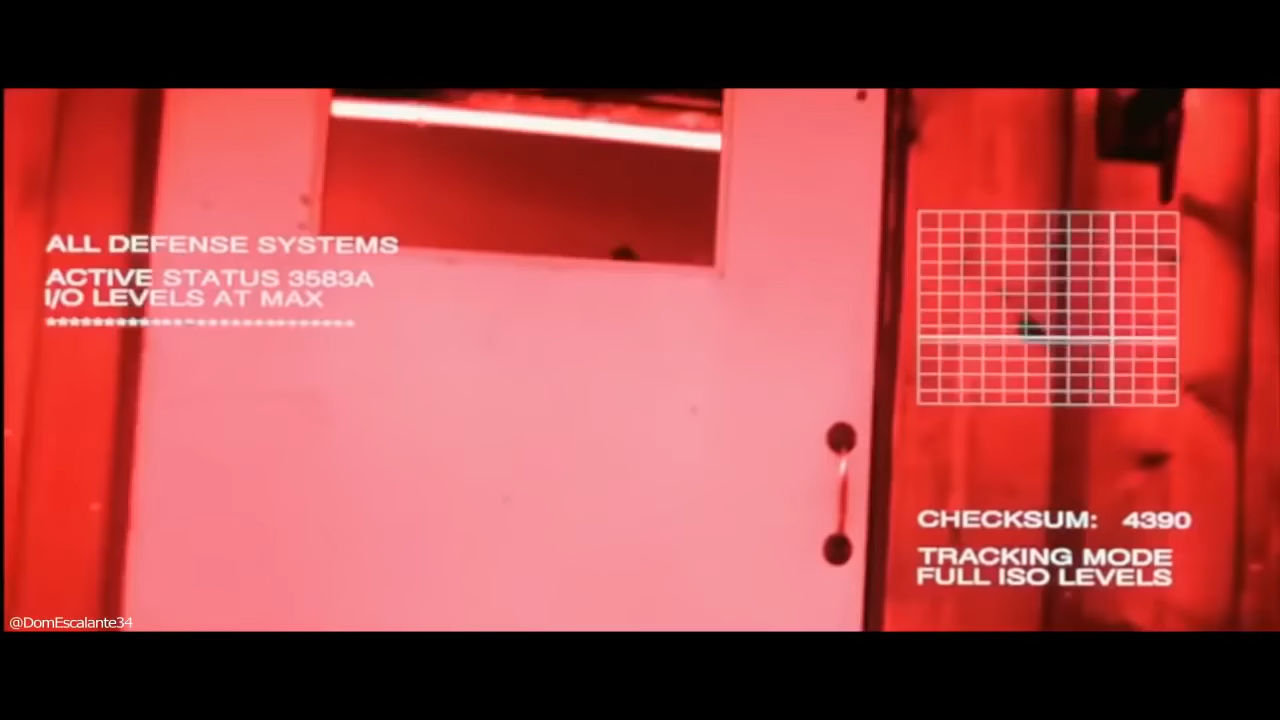 ALL DEFENSE SYSTEMS
ACTIVE STATUS 3583A
I/O LEVELS AT MAX
CHECKSUM: 4390
TRACKING MODE
FULL ISO LEVELS
@DomEscalante34